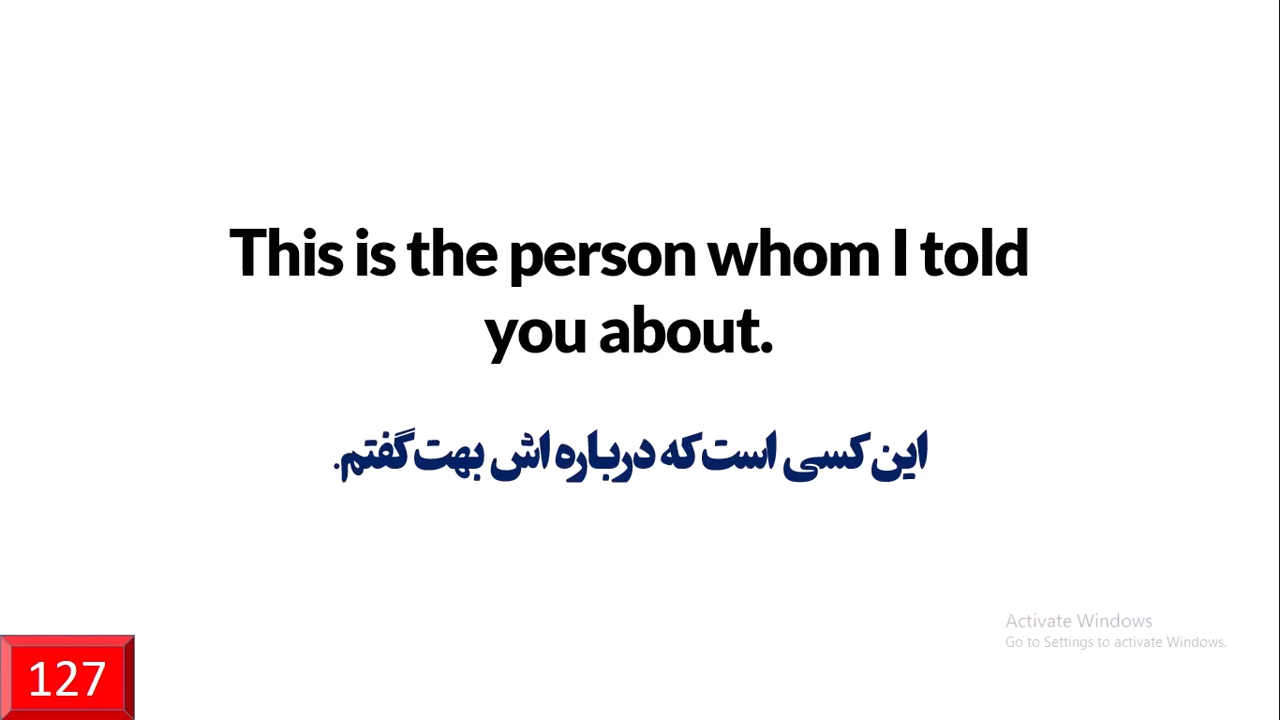 This is the person whom I told
you about.
این کسی است که درباره اش بهت گفتم.
Activate Windows
Go to Settings to activate Windows.
127